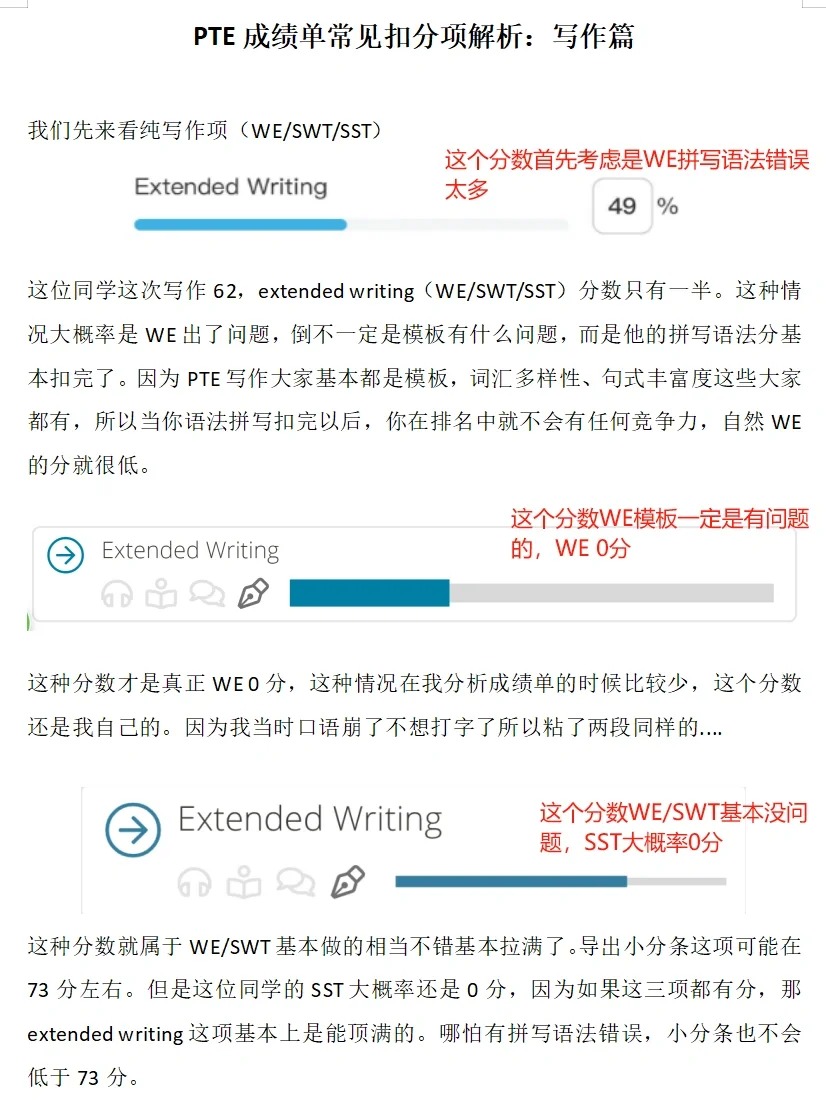 PTE 成绩单常见扣分项解析：写作篇
我们先来看纯写作项（WE/SWT/SST）
这个分数首先考虑是WE拼写语法错误
太多
Extended Writing
49 %
这位同学这次写作 62，extended writing（WE/SWT/SST）分数只有一半。这种情
况大概率是 WE 出了问题，倒不一定是模板有什么问题，而是他的拼写语法分基
本扣完了。因为 PTE 写作大家基本都是模板，词汇多样性、句式丰富度这些大家
都有，所以当你语法拼写扣完以后，你在排名中就不会有任何竞争力，自然 WE
的分就很低。
这个分数WE模板一定是有问题
的，WE 0分
Extended Writing
这种分数才是真正 WE 0 分，这种情况在我分析成绩单的时候比较少，这个分数
还是我自己的。因为我当时口语崩了不想打字了所以粘了两段同样的....
这个分数WE/SWT基本没问
题，SST大概率0分
Extended Writing
这种分数就属于 WE/SWT 基本做的相当不错基本拉满了。导出小分条这项可能在
73 分左右。但是这位同学的 SST 大概率还是 0 分，因为如果这三项都有分，那
extended writing 这项基本上是能顶满的。哪怕有拼写语法错误，小分条也不会
低于 73 分。